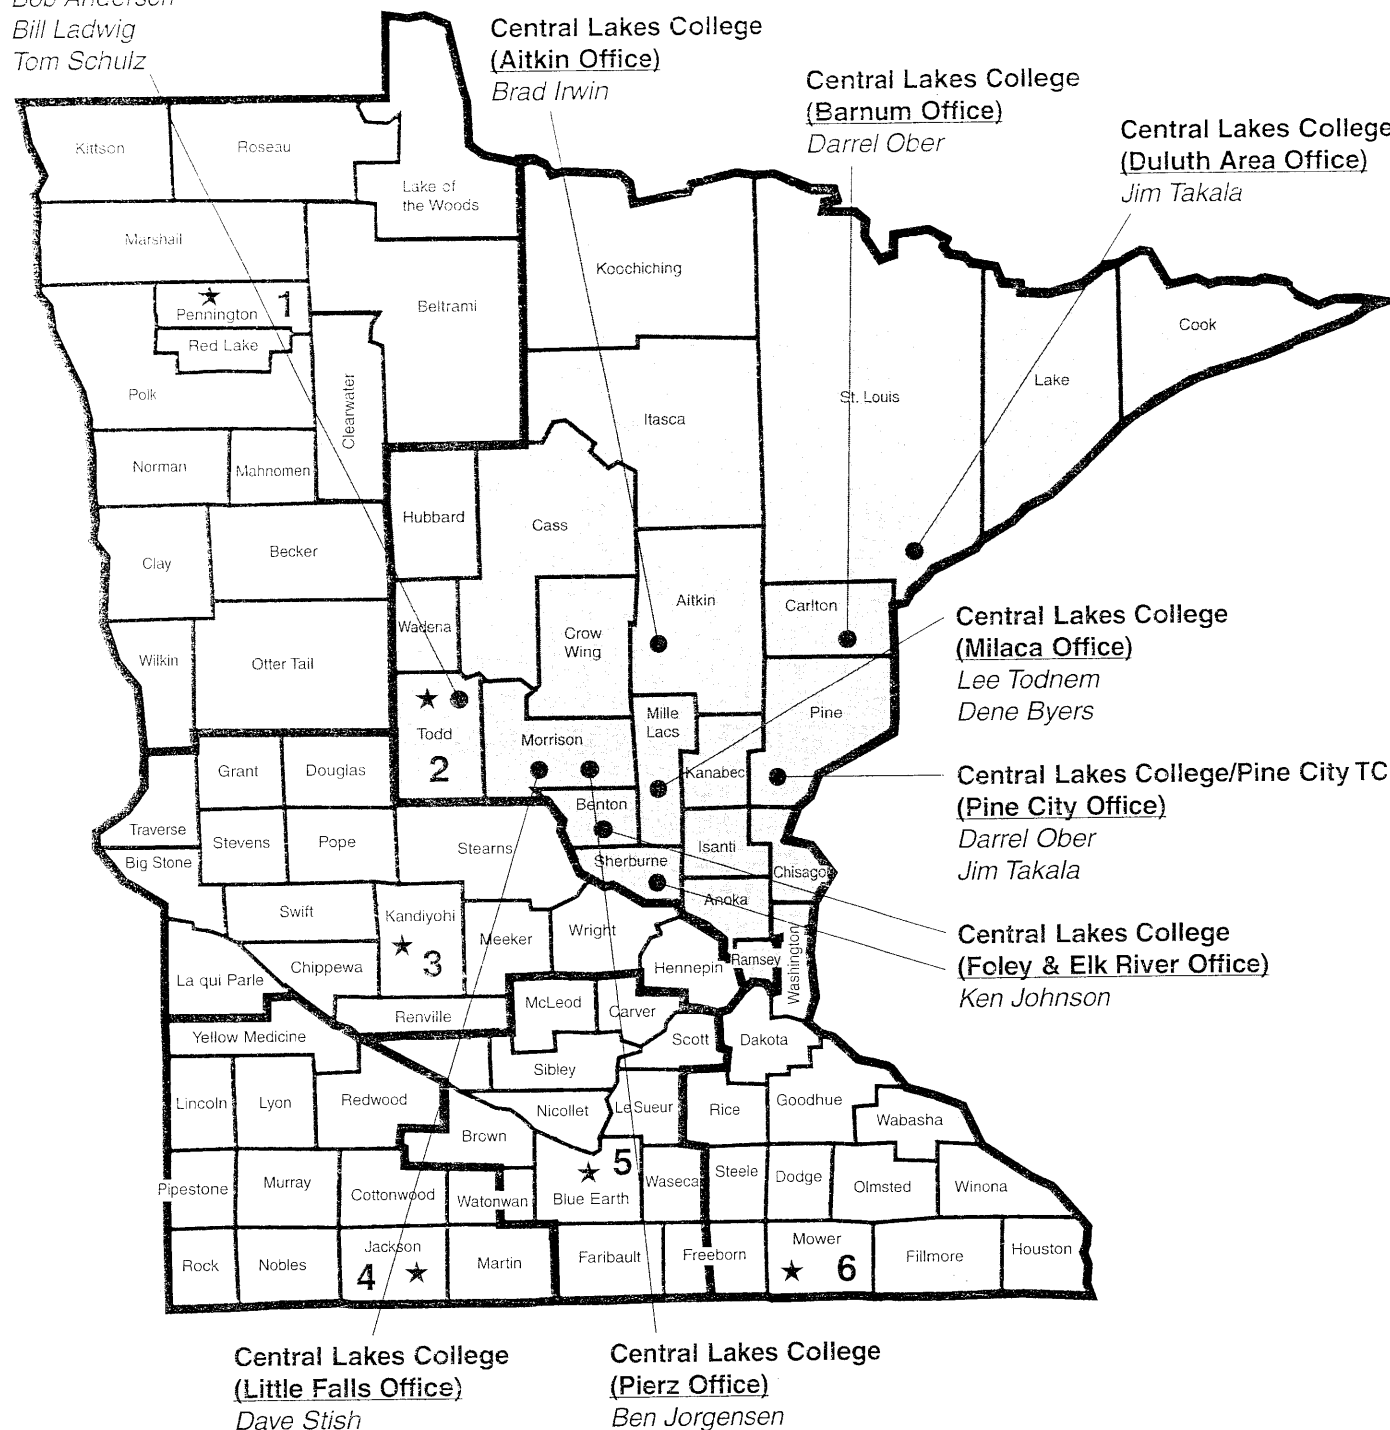 Bob Anderson
Bill Ladwig
Tom Schulz
Central Lakes College
(Aitkin Office)
Brad Irwin
Central Lakes College
(Barnum Office)
Darrel Ober
Central Lakes College
(Duluth Area Office)
Jim Takala
Kittson
Roseau
Lake of
the Woods
Marshall
Koochiching
Pennington
1
Beltrami
Cook
Red Lake
Polk
Clearwater
Lake
St. Louis
Itasca
Norman
Mahnomen
Hubbard
Cass
Clay
Becker
Aitkin
Carlton
Wadena
Crow
Wing
Wilkin
Otter Tail
Central Lakes College
(Milaca Office)
Lee Todnem
Dene Byers
Todd
2
Morrison
Mille
Lacs
Pine
Grant
Douglas
Kanabec
Central Lakes College/Pine City TC
(Pine City Office)
Darrel Ober
Jim Takala
Benton
Traverse
Big Stone
Stevens
Pope
Stearns
Sherburne
Isanti
Chisago
Anoka
Swift
Kandiyohi
3
Meeker
Wright
Hennepin
Ramsey
Washington
Central Lakes College
(Foley & Elk River Office)
Ken Johnson
La qui Parle
Chippewa
Renville
McLeod
Carver
Scott
Dakota
Yellow Medicine
Sibley
Lincoln
Lyon
Redwood
Nicollet
LeSueur
Rice
Goodhue
Wabasha
Brown
Pipestone
Murray
Cottonwood
Watonwan
Blue Earth
5
Waseca
Steele
Dodge
Olmsted
Winona
Rock
Nobles
Jackson
4
Martin
Faribault
Freeborn
Mower
6
Fillmore
Houston
Central Lakes College
(Little Falls Office)
Dave Stish
Central Lakes College
(Pierz Office)
Ben Jorgensen